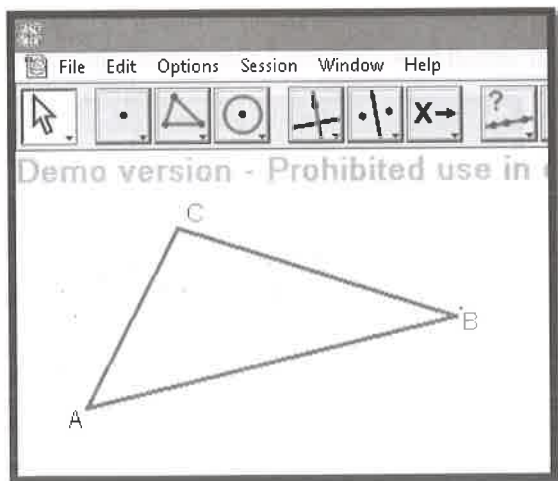 File Edit Options Session Window Help
X→ ?
Demo version - Prohibited use in
C
B
A